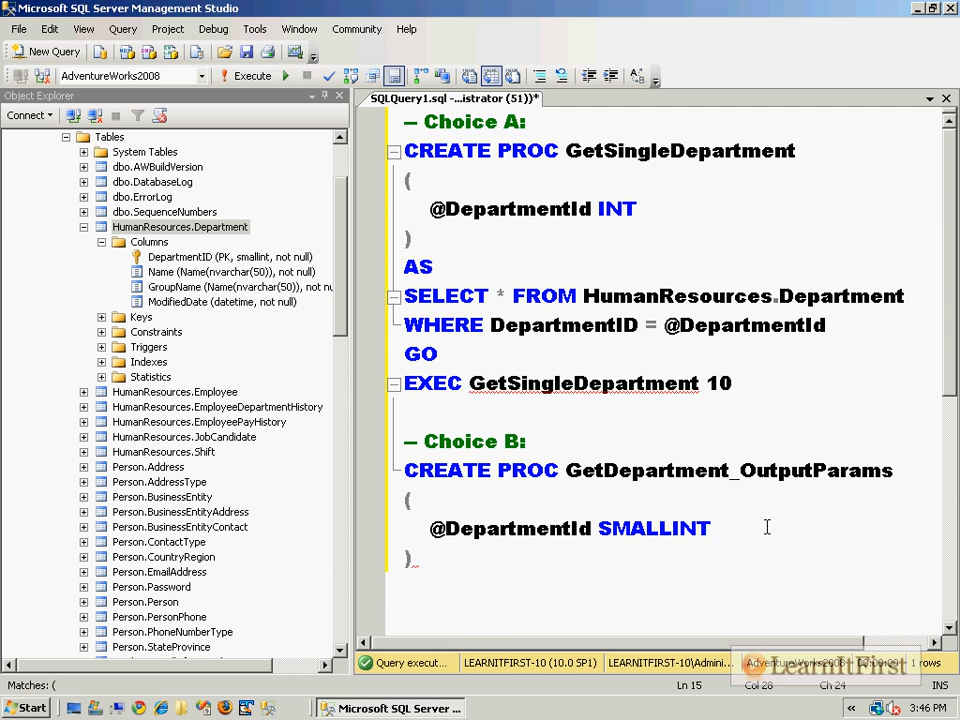 Microsoft SQL Server Management Studio
File Edit View Query Project Debug Tools Window Community Help
New Query
AdventureWorks2008 Execute
Object Explorer
Connect
Tables
System Tables
dbo.AWBuildVersion
dbo.DatabaseLog
dbo.ErrorLog
dbo.SequenceNumbers
HumanResources.Department
Columns
DepartmentID (PK, smallint, not null)
Name (Name(nvarchar(50)), not null)
GroupName (Name(nvarchar(50)), not nu
ModifiedDate (datetime, not null)
Keys
Constraints
Triggers
Indexes
Statistics
HumanResources.Employee
HumanResources.EmployeeDepartmentHistory
HumanResources.EmployeePayHistory
HumanResources.JobCandidate
HumanResources.Shift
Person.Address
Person.AddressType
Person.BusinessEntity
Person.BusinessEntityAddress
Person.BusinessEntityContact
Person.ContactType
Person.CountryRegion
Person.EmailAddress
Person.Password
Person.Person
Person.PersonPhone
Person.PhoneNumberType
Person.StateProvince
SQLQuery1.sql -...istrator (51))*
-- Choice A:
CREATE PROC GetSingleDepartment
(
@DepartmentId INT
)
AS
SELECT * FROM HumanResources.Department
WHERE DepartmentID = @DepartmentId
GO
EXEC GetSingleDepartment 10
-- Choice B:
CREATE PROC GetDepartment_OutputParams
(
@DepartmentId SMALLINT
)
Query execut... LEARNITFIRST-10 (10.0 SP1) LEARNITFIRST-10\Admini... AdventureWorks2008 00:00:00 1 rows
LearnItFirst
Matches: ( Ln 15 Col 28 Ch 24 INS
Start Microsoft SQL Server ... 3:46 PM